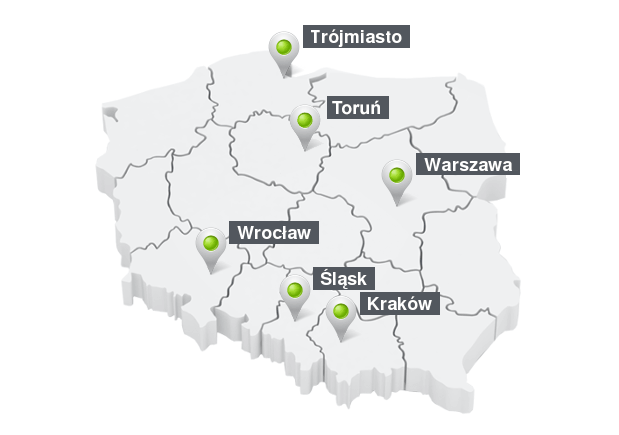 Trójmiasto
Toruń
Warszawa
Wrocław
Śląsk
Kraków